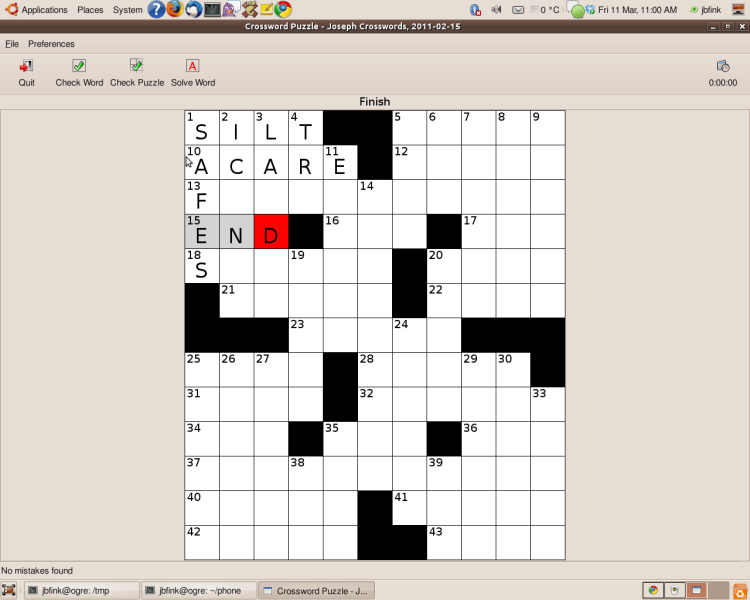 Applications Places System 0 °C Fri 11 Mar, 11:00 AM jbfink
Crossword Puzzle - Joseph Crosswords, 2011-02-15
File Preferences
Quit Check Word Check Puzzle Solve Word 0:00:00
Finish
1 2 3 4 5 6 7 8 9
S I L T
10 11 12
A C A R E
13 14
F
15 16 17
E N D
18 19 20
S
21 22
23 24
25 26 27 28 29 30
31 32 33
34 35 36
37 38 39
40 41
42 43
No mistakes found
jbfink@ogre: /tmp jbfink@ogre: ~/phone Crossword Puzzle - J...